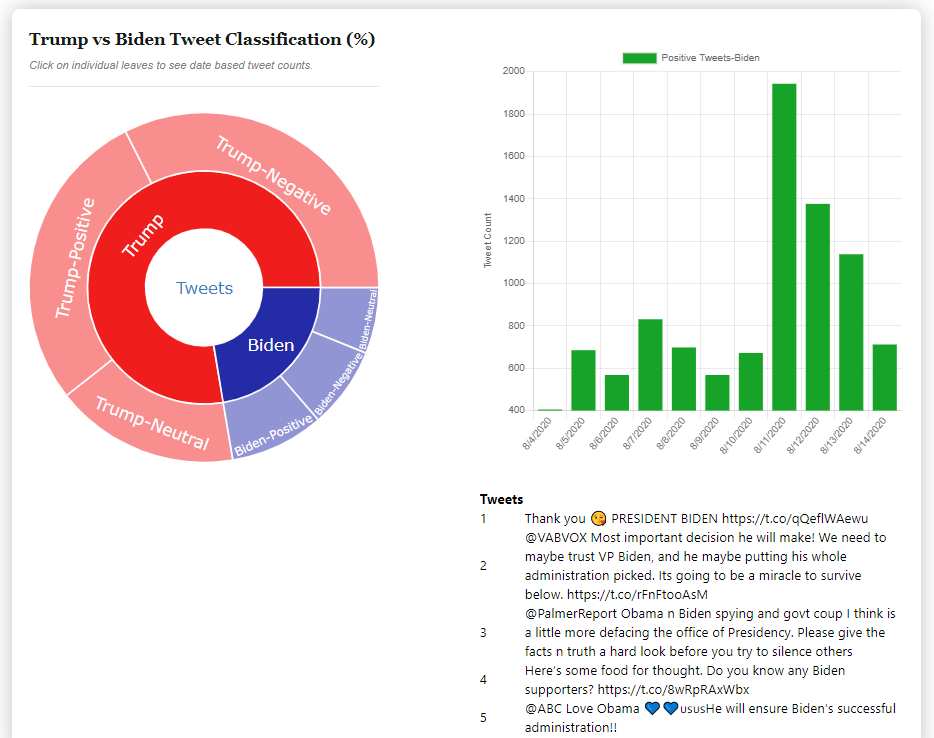 Trump vs Biden Tweet Classification (%)
Click on individual leaves to see date based tweet counts.
Trump-Negative
Trump-Positive
Trump
Tweets
Biden
Biden-Neutral
Biden-Negative
Biden-Positive
Trump-Neutral
Positive Tweets-Biden
2000
1800
1600
1400
1200
1000
800
600
400
Tweet Count
8/4/2020
8/5/2020
8/6/2020
8/7/2020
8/8/2020
8/9/2020
8/10/2020
8/11/2020
8/12/2020
8/13/2020
8/14/2020
Tweets
1 Thank you 😘 PRESIDENT BIDEN https://t.co/qQeflWAewu
@VABVOX Most important decision he will make! We need to
maybe trust VP Biden, and he maybe putting his whole
2
administration picked. Its going to be a miracle to survive
below. https://t.co/rFnFtooAsM
@PalmerReport Obama n Biden spying and govt coup I think is
3 a little more defacing the office of Presidency. Please give the
facts n truth a hard look before you try to silence others
Here's some food for thought. Do you know any Biden
4
supporters? https://t.co/8wRpRAxWbx
@ABC Love Obama 💙💙ususHe will ensure Biden's successful
5
administration!!